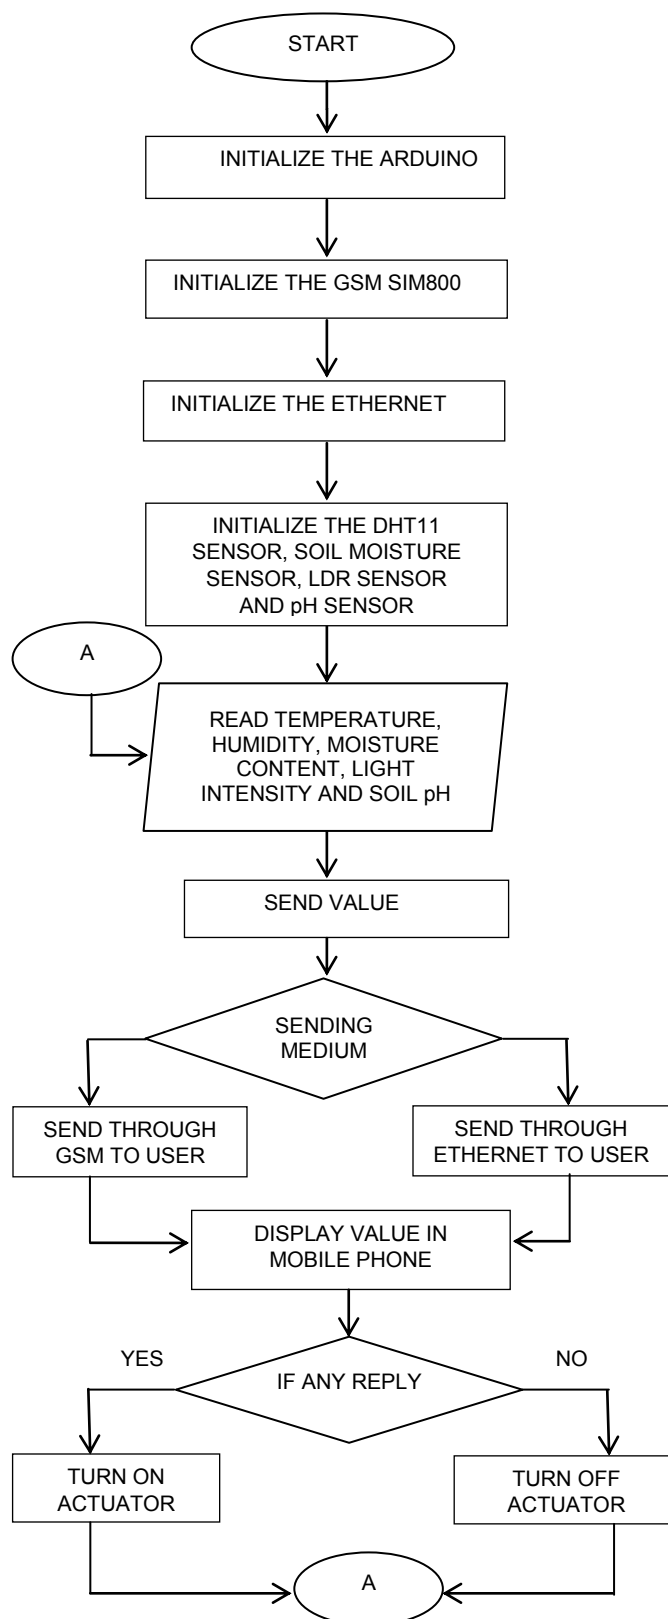 START
INITIALIZE THE ARDUINO
INITIALIZE THE GSM SIM800
INITIALIZE THE ETHERNET
INITIALIZE THE DHT11
SENSOR, SOIL MOISTURE
SENSOR, LDR SENSOR
AND pH SENSOR
A
READ TEMPERATURE,
HUMIDITY, MOISTURE
CONTENT, LIGHT
INTENSITY AND SOIL pH
SEND VALUE
SENDING
MEDIUM
SEND THROUGH
GSM TO USER
SEND THROUGH
ETHERNET TO USER
DISPLAY VALUE IN
MOBILE PHONE
YES
IF ANY REPLY
NO
TURN ON
ACTUATOR
TURN OFF
ACTUATOR
A